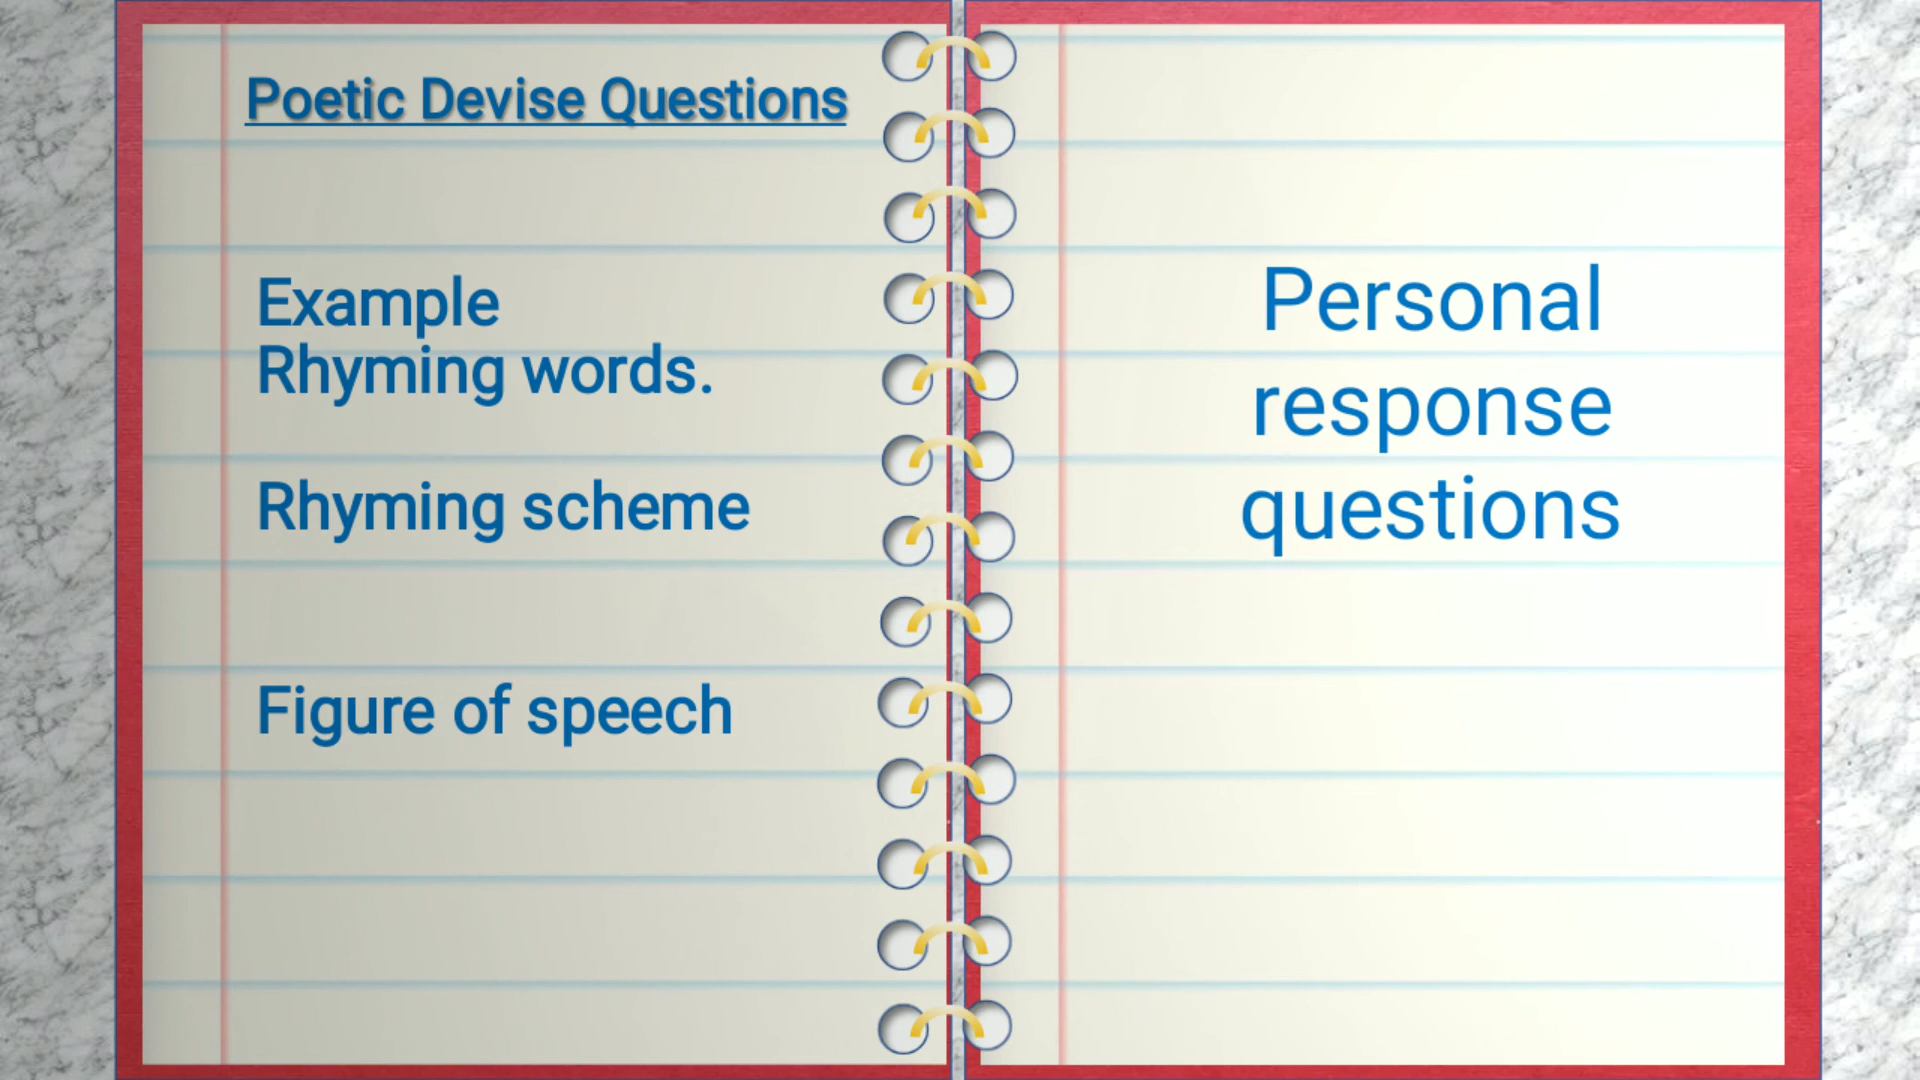 Poetic Devise Questions
Example
Rhyming words.
Rhyming scheme
Figure of speech
Personal
response
questions